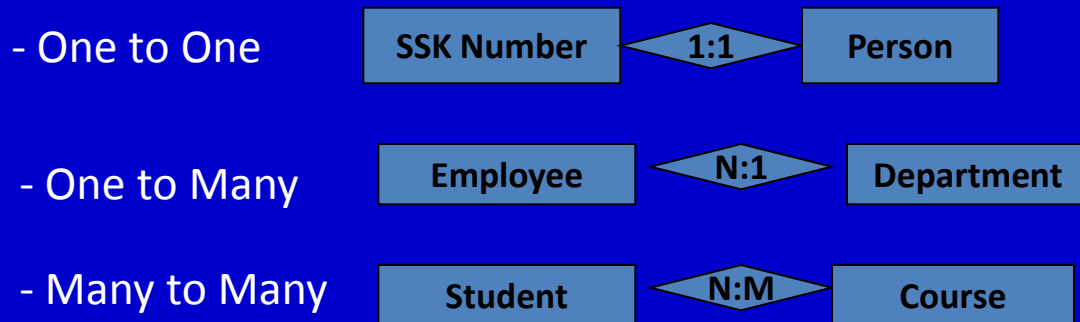 - One to One SSK Number 1:1 Person
- One to Many Employee N:1 Department
- Many to Many Student N:M Course